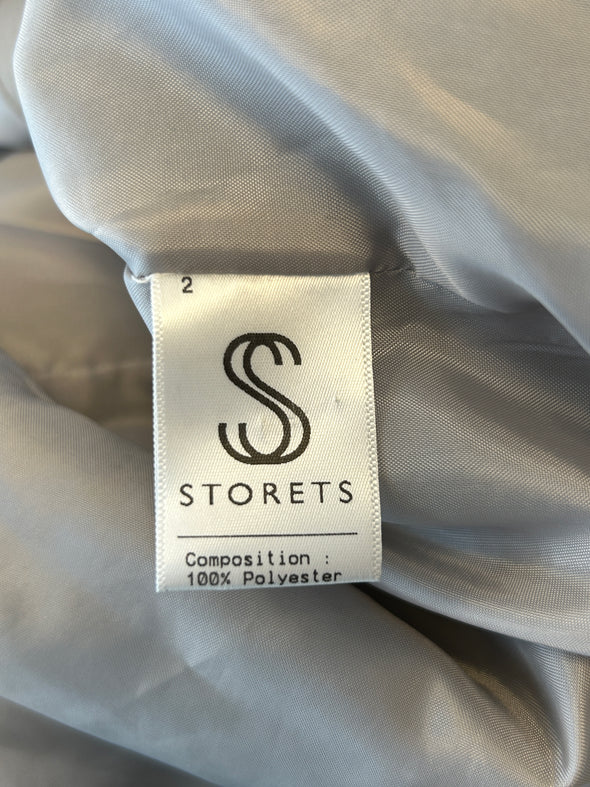 2
STORETS
Composition :
100% Polyester